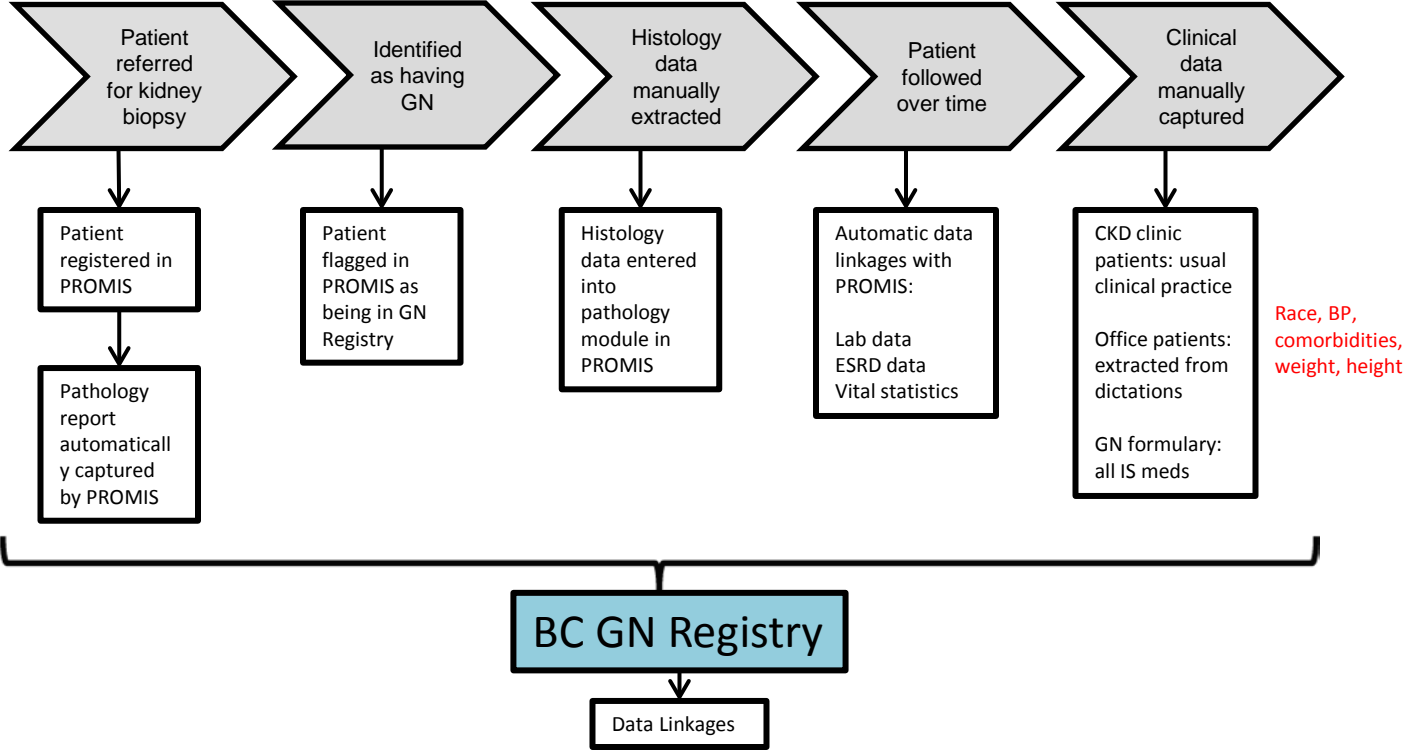 Patient
referred
for kidney
biopsy
Identified
as having
GN
Histology
data
manually
extracted
Patient
followed
over time
Clinical
data
manually
captured
Patient
registered in
PROMIS
Pathology
report
automaticall
y captured
by PROMIS
Patient
flagged in
PROMIS as
being in GN
Registry
Histology
data entered
into
pathology
module in
PROMIS
Automatic data
linkages with
PROMIS:
Lab data
ESRD data
Vital statistics
CKD clinic
patients: usual
clinical practice
Office patients:
extracted from
dictations
GN formulary:
all IS meds
Race, BP,
comorbidities,
weight, height
BC GN Registry
Data Linkages